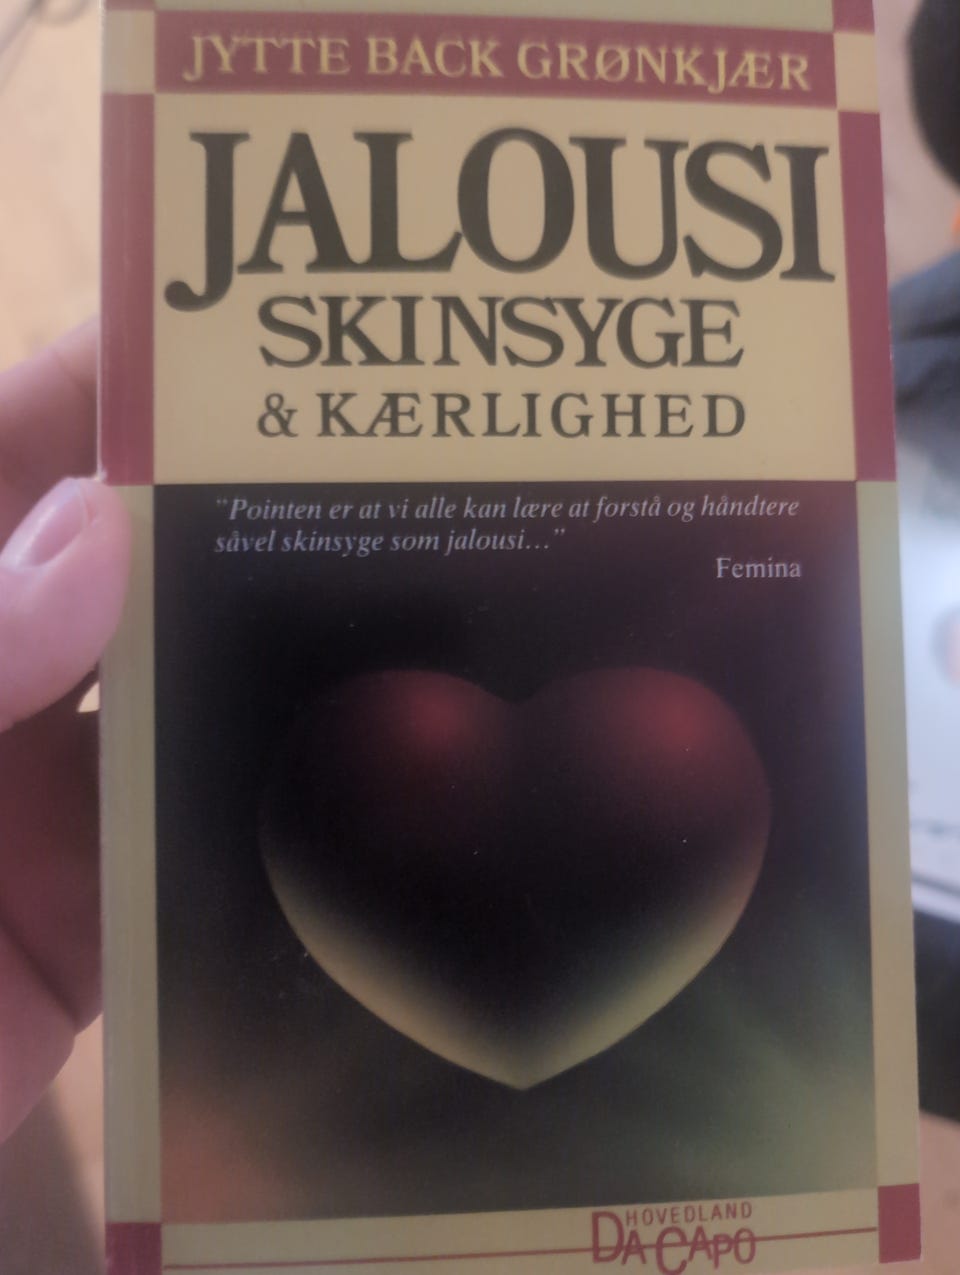 JYTTE BACK GRØNKJÆR
JALOUSI
SKINSYGE
& KÆRLIGHED
"Pointen er at vi alle kan lære at forstå og håndtere
såvel skinsyge som jalousi..."
Femina
HOVEDLAND
DA CAPO